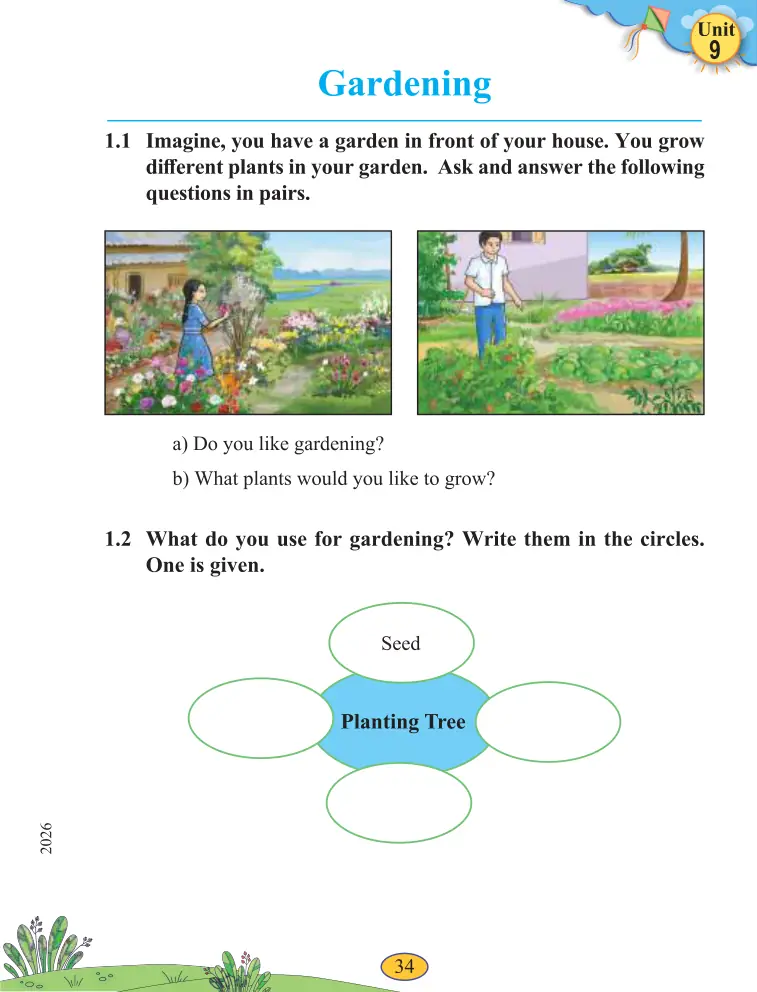 Unit
9
Gardening
1.1 Imagine, you have a garden in front of your house. You grow
different plants in your garden. Ask and answer the following
questions in pairs.
a) Do you like gardening?
b) What plants would you like to grow?
1.2 What do you use for gardening? Write them in the circles.
One is given.
Seed
Planting Tree
2026
34